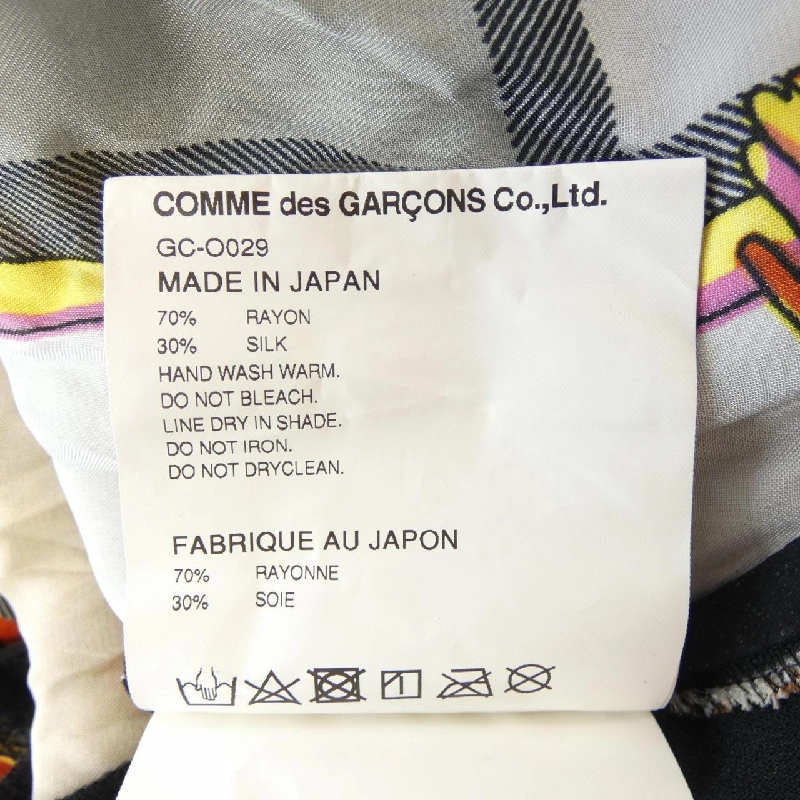 COMME des GARÇONS Co.,Ltd.
GC-O029
MADE IN JAPAN
70% RAYON
30% SILK
HAND WASH WARM.
DO NOT BLEACH.
LINE DRY IN SHADE.
DO NOT IRON.
DO NOT DRYCLEAN.
FABRIQUE AU JAPON
70% RAYONNE
30% SOIE